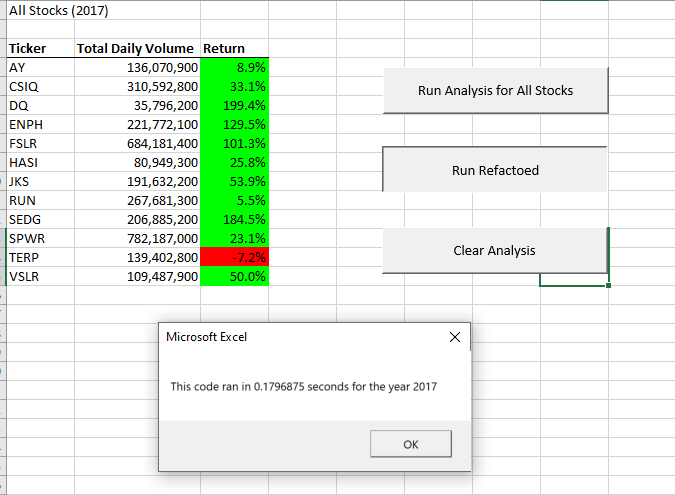 All Stocks (2017)
Ticker Total Daily Volume Return
AY 136,070,900 8.9%
CSIQ 310,592,800 33.1%
DQ 35,796,200 199.4%
ENPH 221,772,100 129.5%
FSLR 684,181,400 101.3%
HASI 80,949,300 25.8%
JKS 191,632,200 53.9%
RUN 267,681,300 5.5%
SEDG 206,885,200 184.5%
SPWR 782,187,000 23.1%
TERP 139,402,800 -7.2%
VSLR 109,487,900 50.0%
Run Analysis for All Stocks
Run Refactoed
Clear Analysis
Microsoft Excel
This code ran in 0.1796875 seconds for the year 2017
OK